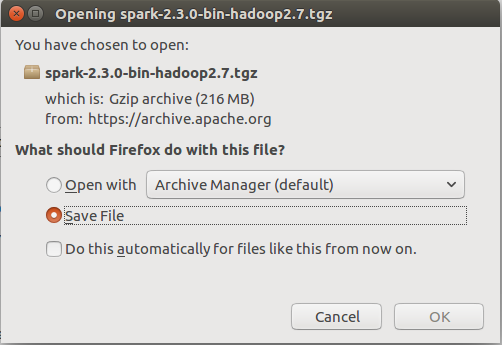 Opening spark-2.3.0-bin-hadoop2.7.tgz
You have chosen to open:
spark-2.3.0-bin-hadoop2.7.tgz
which is: Gzip archive (216 MB)
from: https://archive.apache.org
What should Firefox do with this file?
Open with Archive Manager (default)
Save File
Do this automatically for files like this from now on.
Cancel OK